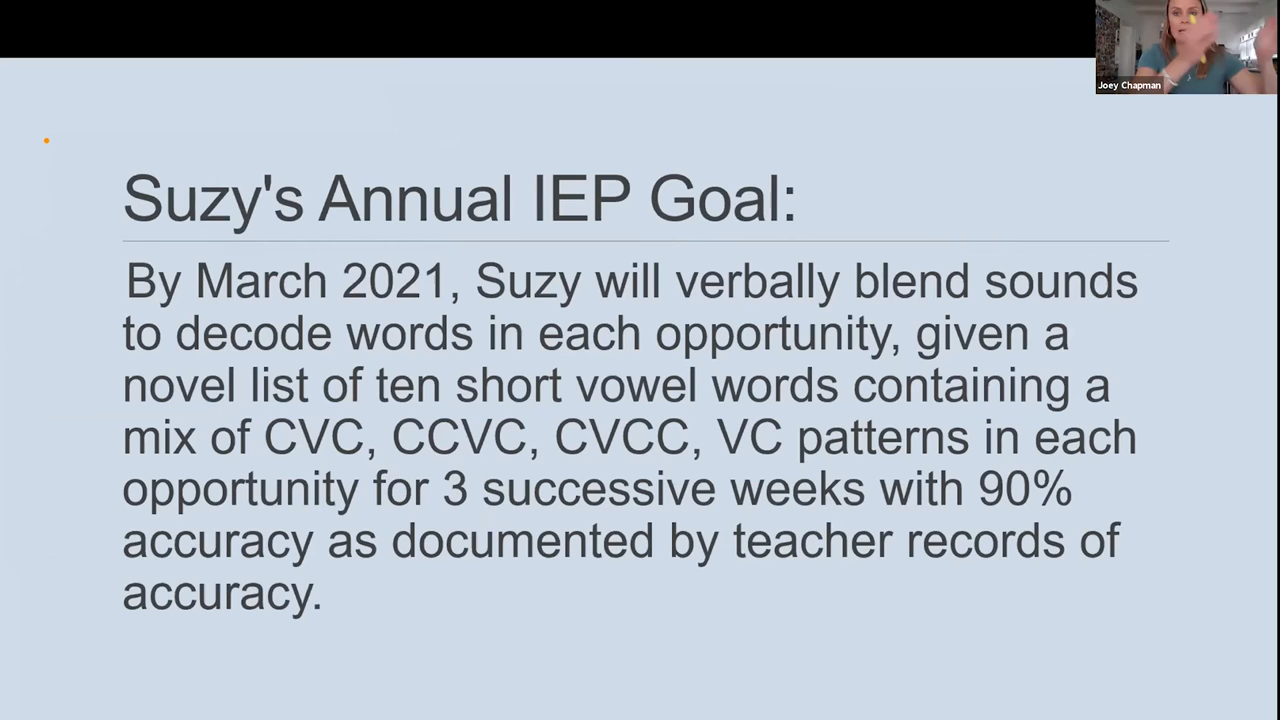 Joey Chapman
Suzy's Annual IEP Goal:
By March 2021, Suzy will verbally blend sounds
to decode words in each opportunity, given a
novel list of ten short vowel words containing a
mix of CVC, CCVC, CVCC, VC patterns in each
opportunity for 3 successive weeks with 90%
accuracy as documented by teacher records of
accuracy.